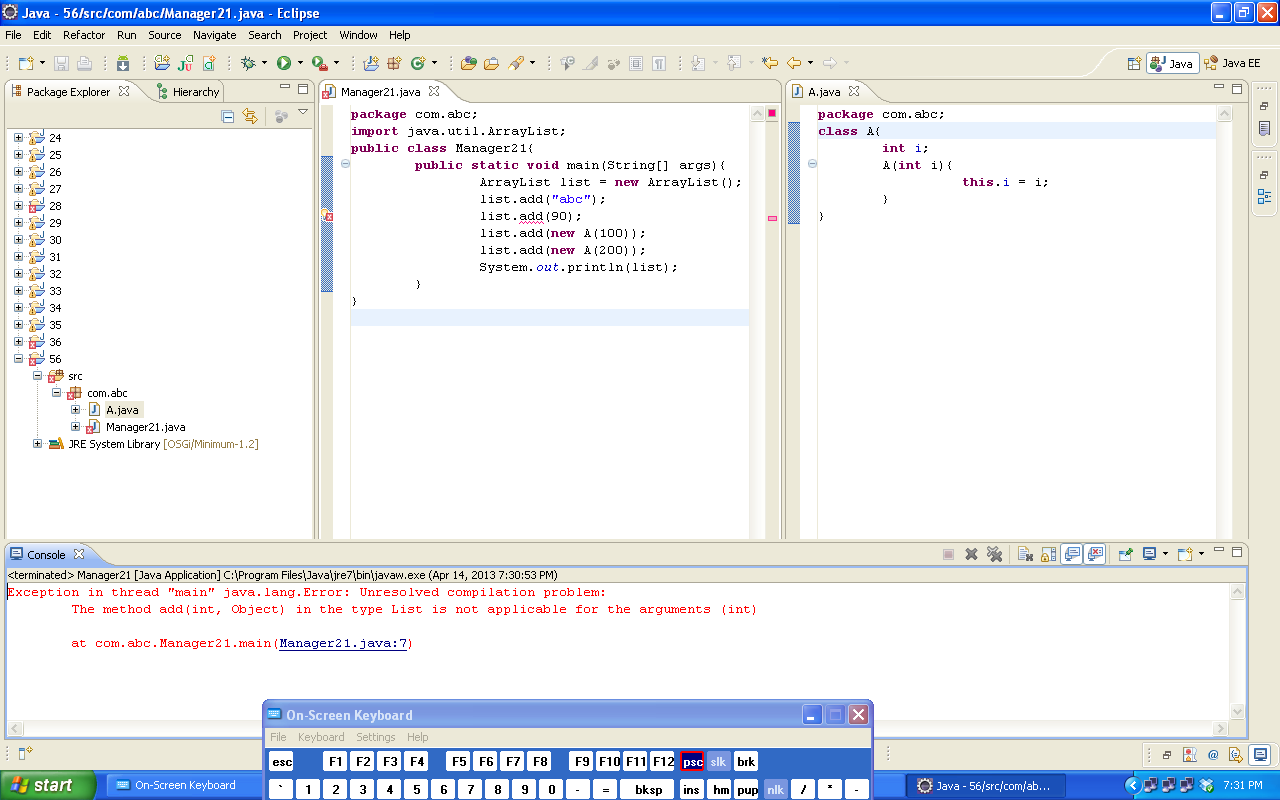 Java - 56/src/com/abc/Manager21.java - Eclipse
File Edit Refactor Run Source Navigate Search Project Window Help
Java Java EE
Package Explorer Hierarchy
24
25
26
27
28
29
30
31
32
33
34
35
36
56
src
com.abc
A.java
Manager21.java
JRE System Library [OSGi/Minimum-1.2]
Manager21.java
package com.abc;
import java.util.ArrayList;
public class Manager21{
public static void main(String[] args){
ArrayList list = new ArrayList();
list.add("abc");
list.add(90);
list.add(new A(100));
list.add(new A(200));
System.out.println(list);
}
}
A.java
package com.abc;
class A{
int i;
A(int i){
this.i = i;
}
}
Console
<terminated> Manager21 [Java Application] C:\Program Files\Java\jre7\bin\javaw.exe (Apr 14, 2013 7:30:53 PM)
Exception in thread "main" java.lang.Error: Unresolved compilation problem:
The method add(int, Object) in the type List is not applicable for the arguments (int)
at com.abc.Manager21.main(Manager21.java:7)
On-Screen Keyboard
File Keyboard Settings Help
esc F1 F2 F3 F4 F5 F6 F7 F8 F9 F10 F11 F12 psc slk brk
` 1 2 3 4 5 6 7 8 9 0 - = bksp ins hm pup nlk / * -
start On-Screen Keyboard Java - 56/src/com/ab... 7:31 PM